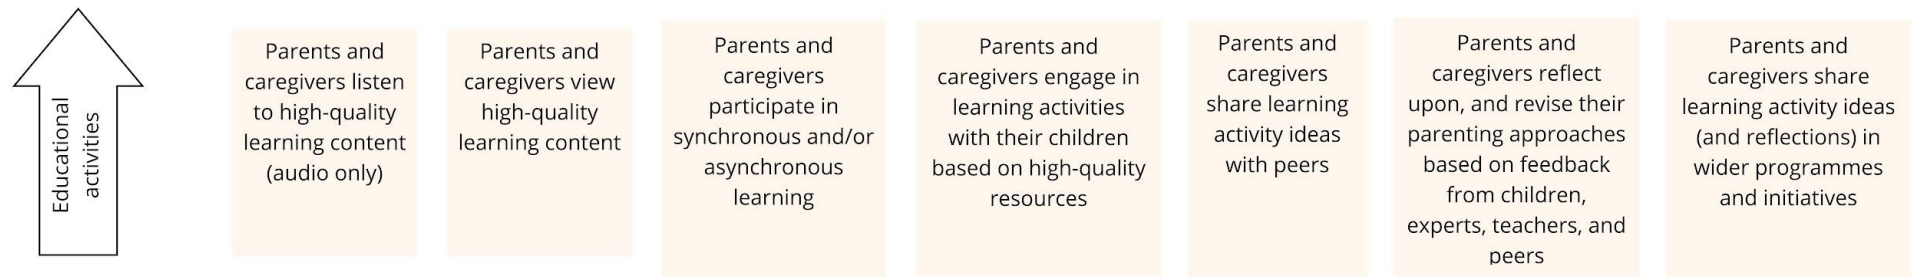 Educational
activities
Parents and
caregivers listen
to high-quality
learning content
(audio only)
Parents and
caregivers view
high-quality
learning content
Parents and
caregivers
participate in
synchronous and/or
asynchronous
learning
Parents and
caregivers engage in
learning activities
with their children
based on high-quality
resources
Parents and
caregivers
share learning
activity ideas
with peers
Parents and
caregivers reflect
upon, and revise their
parenting approaches
based on feedback
from children,
experts, teachers, and
peers
Parents and
caregivers share
learning activity ideas
(and reflections) in
wider programmes
and initiatives